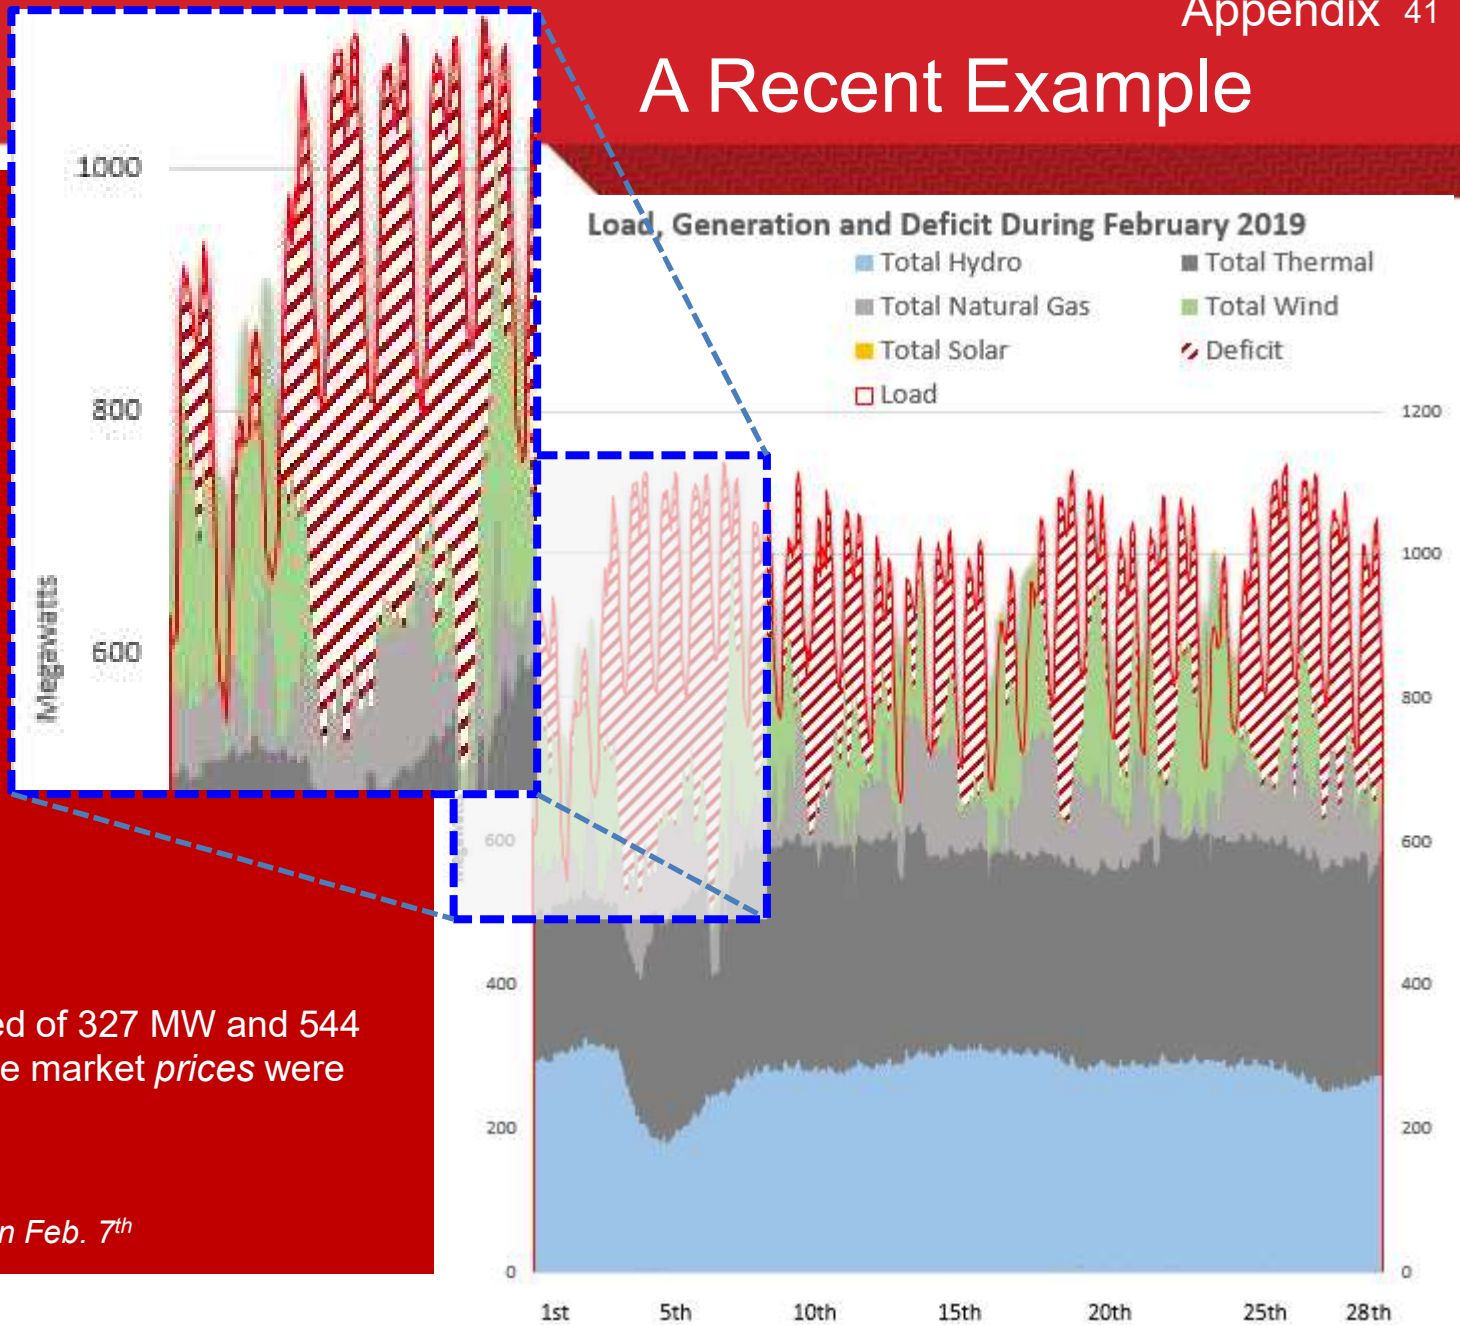 Appendix 41
A Recent Example
1000
800
600
Megawatts
Load, Generation and Deficit During February 2019
Total Hydro
Total Thermal
Total Natural Gas
Total Wind
Total Solar
Deficit
Load
1200
1000
800
600
400
200
0
600
400
200
0
1st 5th 10th 15th 20th 25th 28th
ed of 327 MW and 544
e market prices were
n Feb. 7th